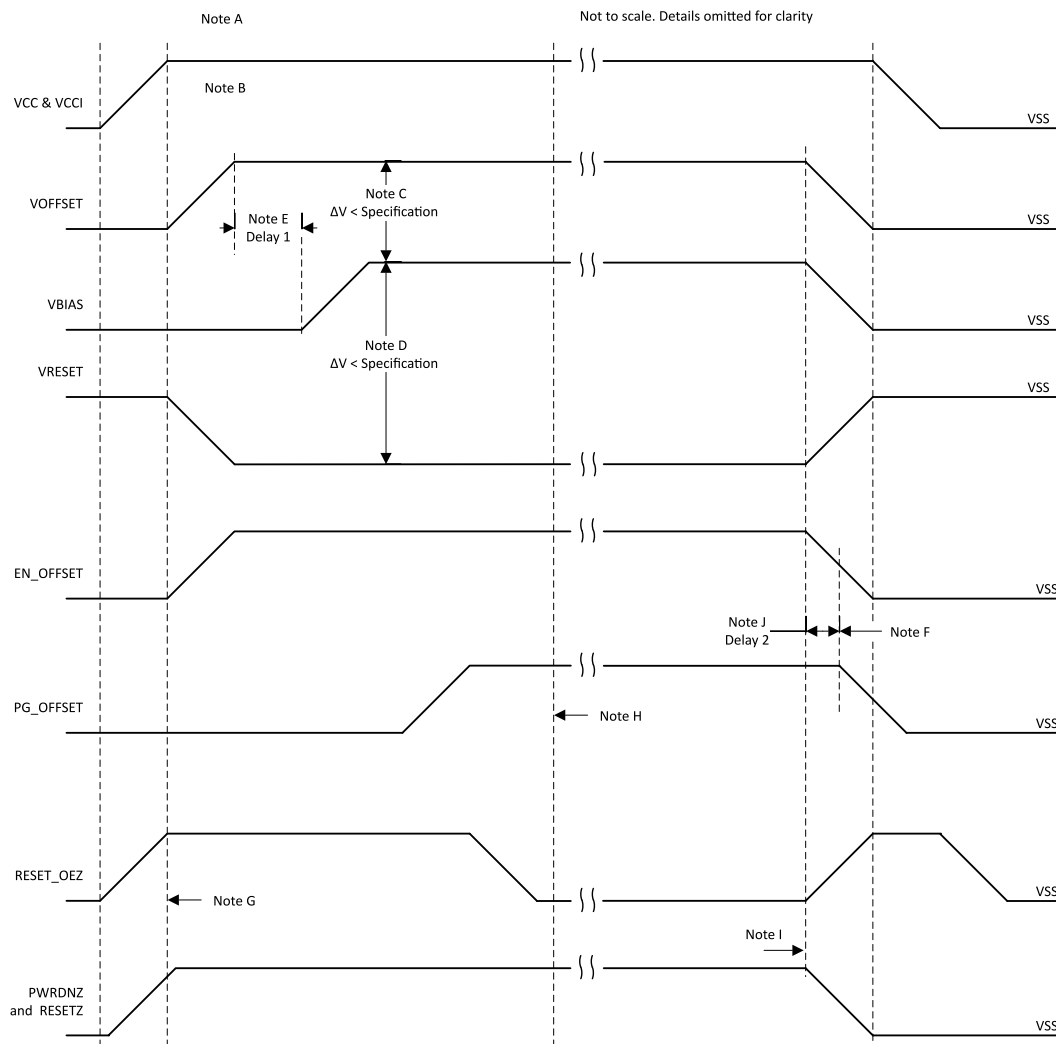 Note A
Not to scale. Details omitted for clarity
Note B
VCC & VCCI
VSS
Note C
ΔV < Specification
VOFFSET
Note E
Delay 1
VSS
VBIAS
VSS
Note D
ΔV < Specification
VRESET
VSS
EN_OFFSET
VSS
Note J
Delay 2
Note F
PG_OFFSET
Note H
VSS
RESET_OEZ
VSS
Note G
Note I
PWRDNZ
and RESETZ
VSS